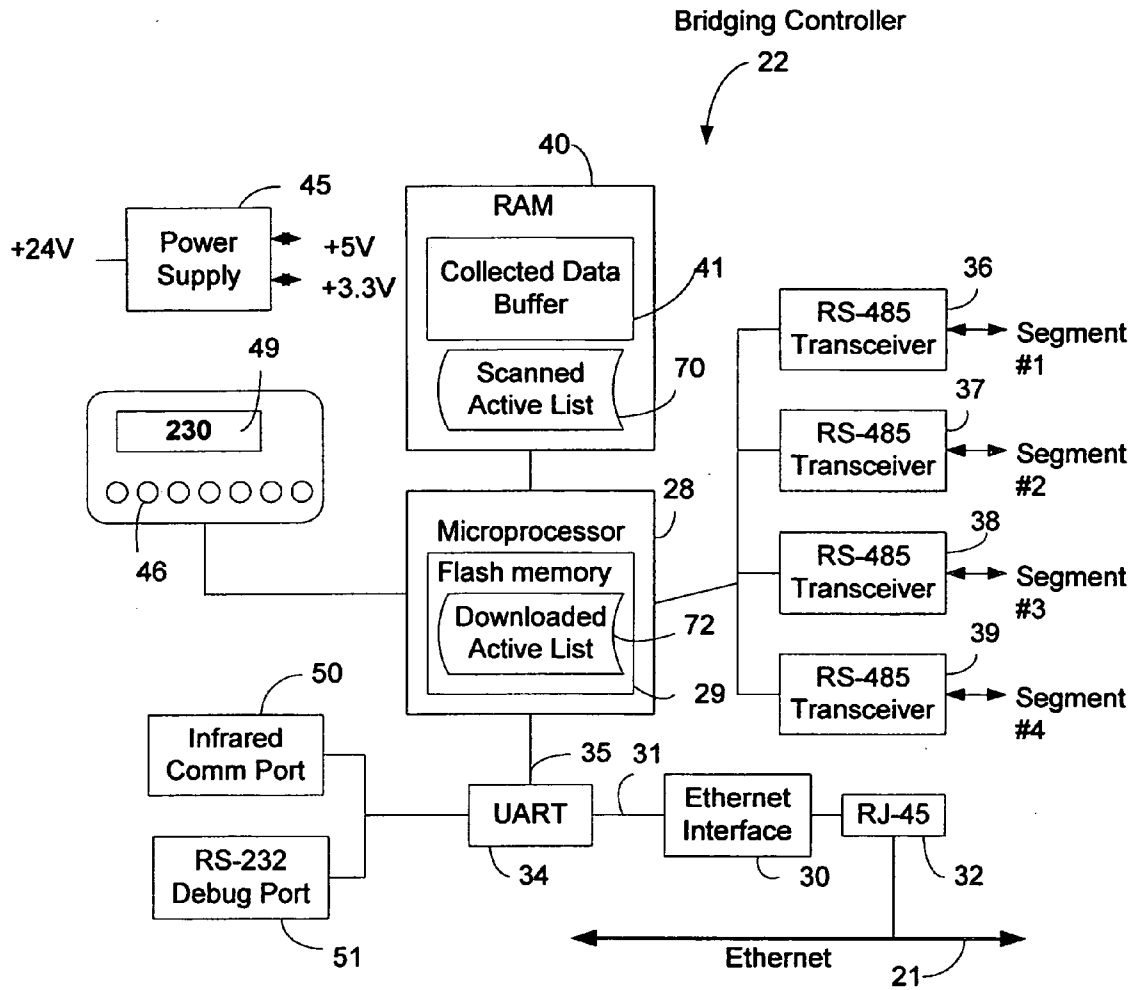 Bridging Controller
22
40
45
RAM
+24V
Power
Supply
+5V
+3.3V
Collected Data
Buffer
41
36
RS-485
Transceiver
Segment
#1
49
Scanned
Active List
70
230
37
RS-485
Transceiver
Segment
#2
28
46
Microprocessor
Flash memory
38
RS-485
Transceiver
Segment
#3
Downloaded
Active List
72
39
29
RS-485
Transceiver
Segment
#4
50
Infrared
Comm Port
35
31
UART
Ethernet
Interface
RJ-45
RS-232
Debug Port
34
30
32
51
Ethernet
21